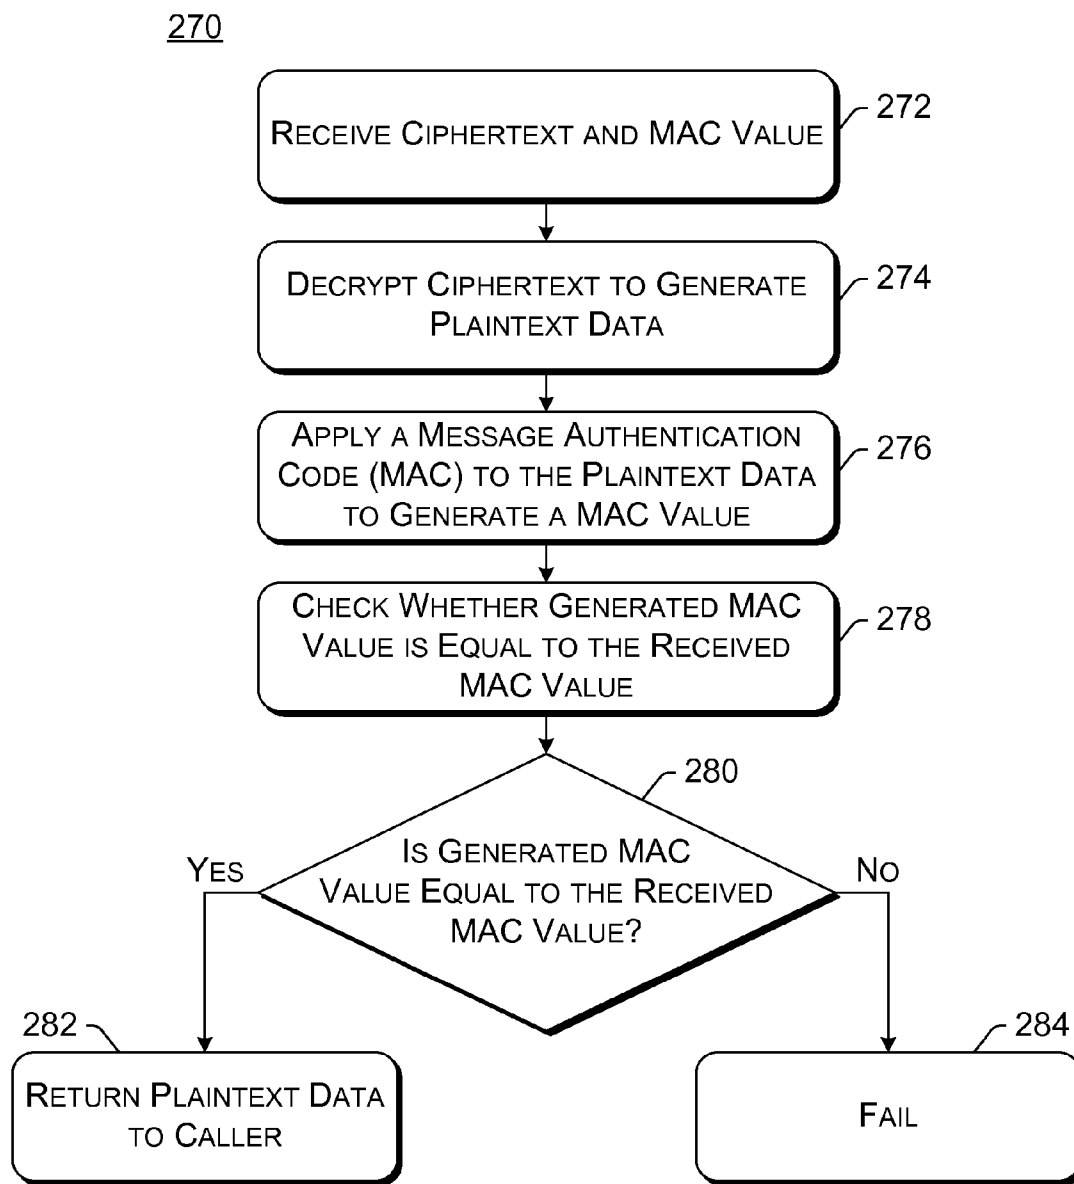 270
RECEIVE CIPHERTEXT AND MAC VALUE
272
DECRYPT CIPHERTEXT TO GENERATE
PLAINTEXT DATA
274
APPLY A MESSAGE AUTHENTICATION
CODE (MAC) TO THE PLAINTEXT DATA
TO GENERATE A MAC VALUE
276
CHECK WHETHER GENERATED MAC
VALUE IS EQUAL TO THE RECEIVED
MAC VALUE
278
280
IS GENERATED MAC
VALUE EQUAL TO THE RECEIVED
MAC VALUE?
YES
NO
282
RETURN PLAINTEXT DATA
TO CALLER
284
FAIL